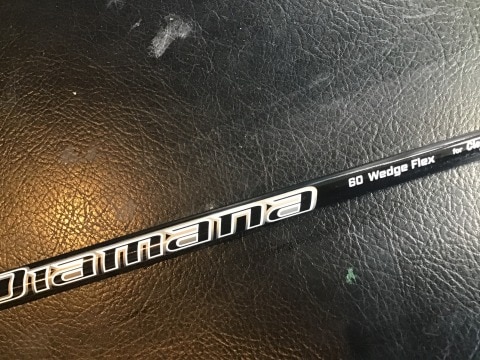 Diamana 60 Wedge Flex for